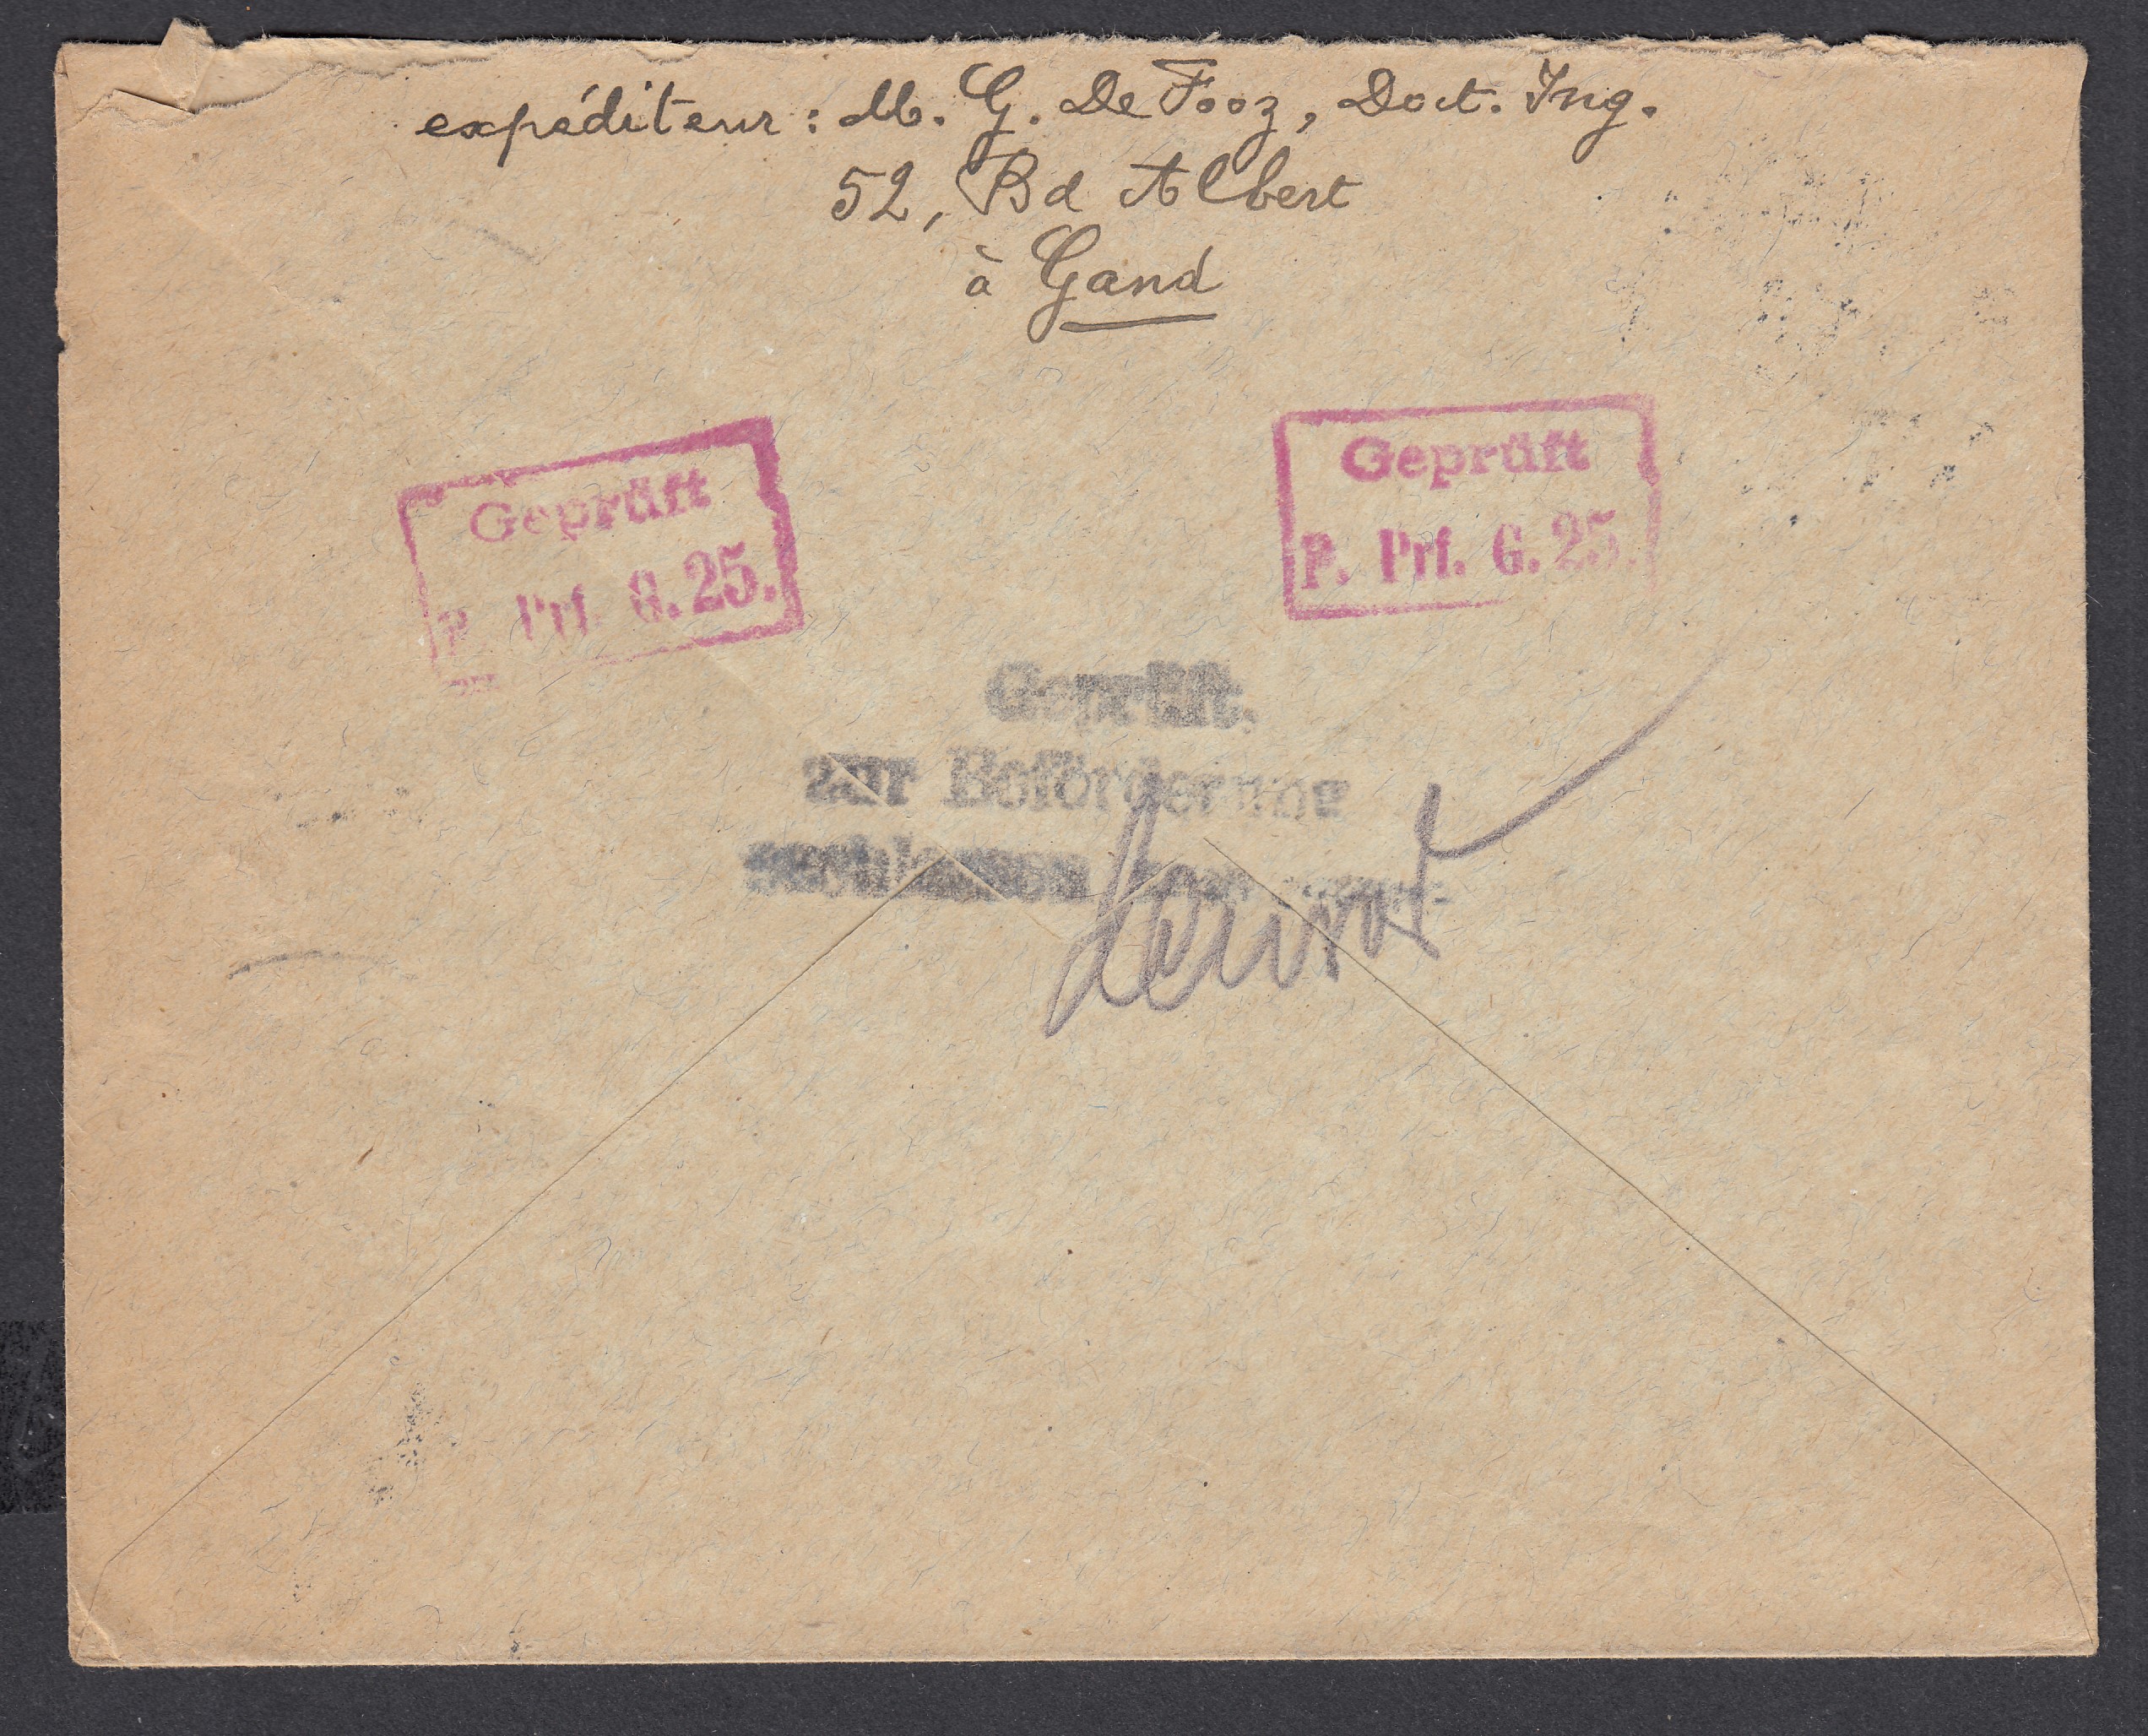 expéditeur : M. G. De Fooz, Doct. Ing.
52, Bd Albert
à Gand
Geprüft
P. Prf. G. 25.
Geprüft
P. Prf. G. 25.
Geprüft.
zur Beförderung